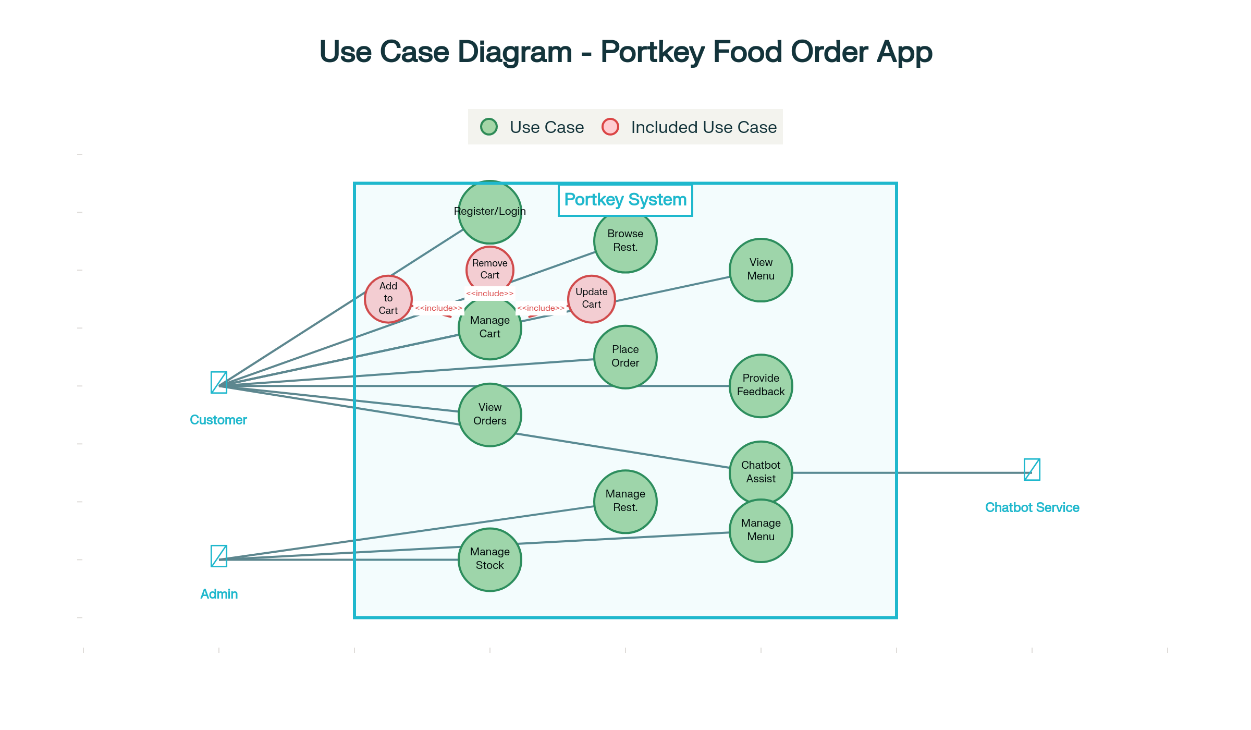 Use Case Diagram - Portkey Food Order App
Use Case
Included Use Case
Portkey System
Register/Login
Browse
Rest.
Remove
Cart
View
Menu
Add
to
Cart
<<include>>
<<include>>
<<include>>
Update
Cart
Manage
Cart
Place
Order
Provide
Feedback
Customer
View
Orders
Chatbot
Assist
Chatbot Service
Manage
Rest.
Manage
Menu
Manage
Stock
Admin